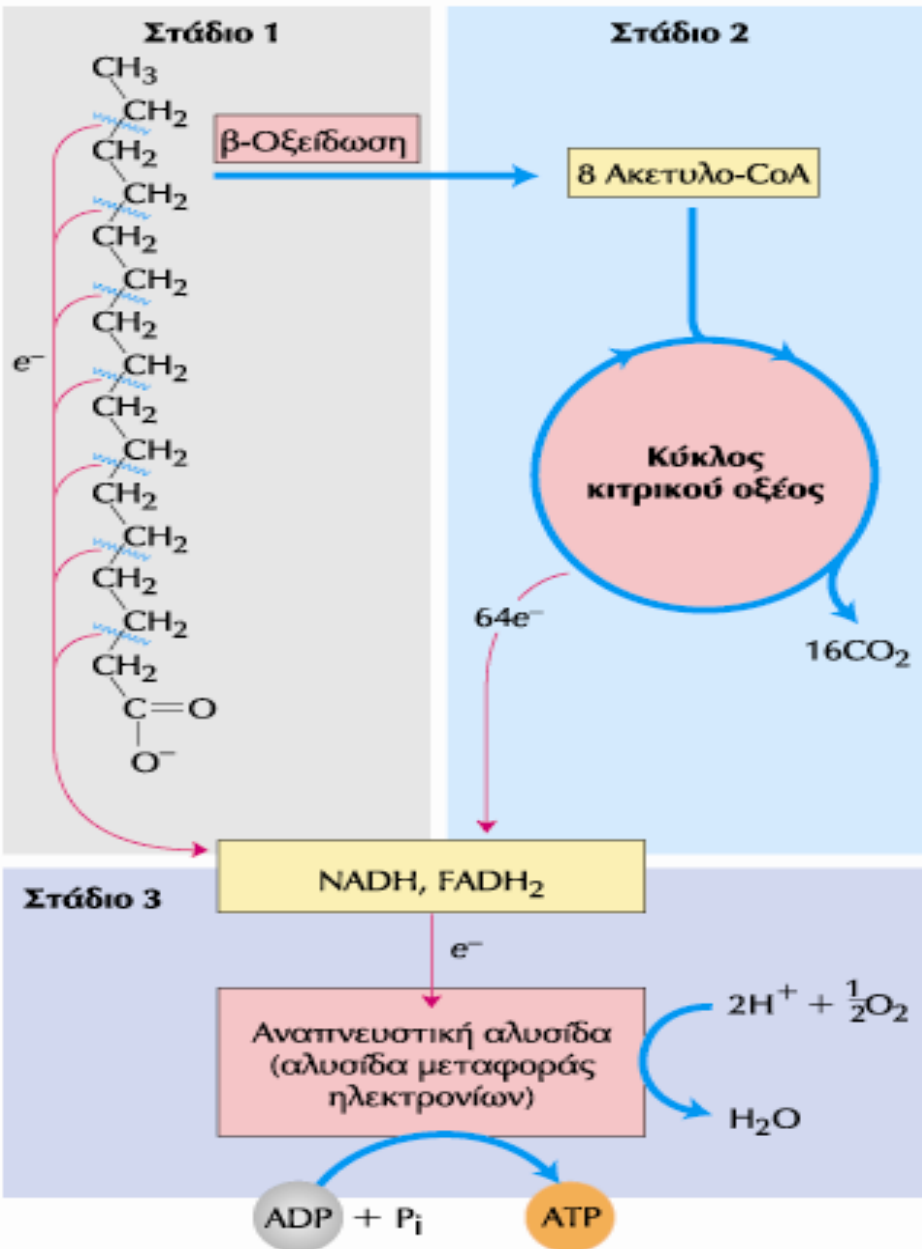 Στάδιο 1
CH3
CH2
CH2
CH2
CH2
CH2
CH2
CH2
CH2
CH2
CH2
CH2
CH2
CH2
CH2
C=O
O−
e−
β-Οξείδωση
Στάδιο 2
8 Ακετυλο-CoA
Κύκλος
κιτρικού οξέος
64e−
16CO2
Στάδιο 3
NADH, FADH2
e−
Αναπνευστική αλυσίδα
(αλυσίδα μεταφοράς
ηλεκτρονίων)
2H+ + 1/2O2
H2O
ADP + Pi
ATP